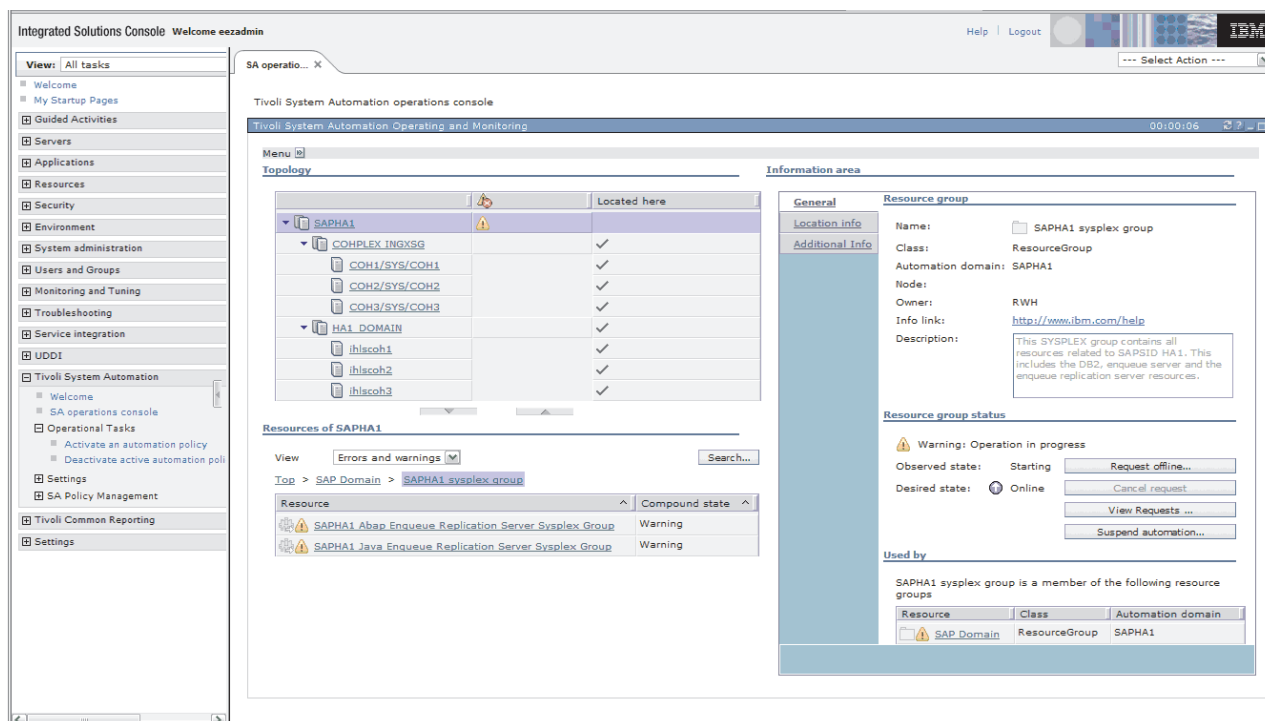 Integrated Solutions Console Welcome eezadmin
Help Logout
IBM
View: All tasks
SA operatio... X
--- Select Action ---
Welcome
My Startup Pages
Guided Activities
Servers
Applications
Resources
Security
Environment
System administration
Users and Groups
Monitoring and Tuning
Troubleshooting
Service integration
UDDI
Tivoli System Automation
Welcome
SA operations console
Operational Tasks
Activate an automation policy
Deactivate active automation poli
Settings
SA Policy Management
Tivoli Common Reporting
Settings
Tivoli System Automation operations console
Tivoli System Automation Operating and Monitoring 00:00:06 ?
Menu
Topology
Located here
SAPHA1
COHPLEX INGXSG
COH1/SYS/COH1
COH2/SYS/COH2
COH3/SYS/COH3
HA1 DOMAIN
ihlscoh1
ihlscoh2
ihlscoh3
Resources of SAPHA1
View Errors and warnings Search...
Top > SAP Domain > SAPHA1 sysplex group
Resource Compound state
SAPHA1 Abap Enqueue Replication Server Sysplex Group Warning
SAPHA1 Java Enqueue Replication Server Sysplex Group Warning
Information area
General
Location info
Additional Info
Resource group
Name: SAPHA1 sysplex group
Class: ResourceGroup
Automation domain: SAPHA1
Node:
Owner: RWH
Info link: http://www.ibm.com/help
Description: This SYSPLEX group contains all
resources related to SAPSID HA1. This
includes the DB2, enqueue server and the
enqueue replication server resources.
Resource group status
Warning: Operation in progress
Observed state: Starting Request offline...
Desired state: Online Cancel request
View Requests ...
Suspend automation...
Used by
SAPHA1 sysplex group is a member of the following resource
groups
Resource Class Automation domain
SAP Domain ResourceGroup SAPHA1